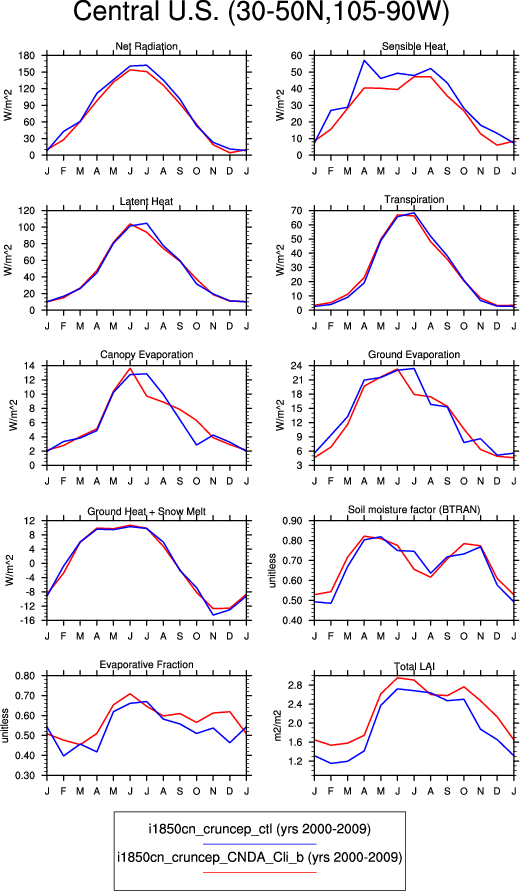 Central U.S. (30-50N,105-90W)
Net Radiation
W/m^2
180
150
120
90
60
30
0
J F M A M J J A S O N D J
Sensible Heat
W/m^2
60
50
40
30
20
10
0
J F M A M J J A S O N D J
Latent Heat
W/m^2
120
100
80
60
40
20
0
J F M A M J J A S O N D J
Transpiration
W/m^2
70
60
50
40
30
20
10
0
J F M A M J J A S O N D J
Canopy Evaporation
W/m^2
14
12
10
8
6
4
2
0
J F M A M J J A S O N D J
Ground Evaporation
W/m^2
24
21
18
15
12
9
6
3
J F M A M J J A S O N D J
Ground Heat + Snow Melt
W/m^2
12
8
4
0
-4
-8
-12
-16
J F M A M J J A S O N D J
Soil moisture factor (BTRAN)
unitless
0.90
0.80
0.70
0.60
0.50
0.40
J F M A M J J A S O N D J
Evaporative Fraction
unitless
0.80
0.70
0.60
0.50
0.40
0.30
J F M A M J J A S O N D J
Total LAI
m2/m2
2.8
2.4
2.0
1.6
1.2
J F M A M J J A S O N D J
i1850cn_cruncep_ctl (yrs 2000-2009)
i1850cn_cruncep_CNDA_Cli_b (yrs 2000-2009)